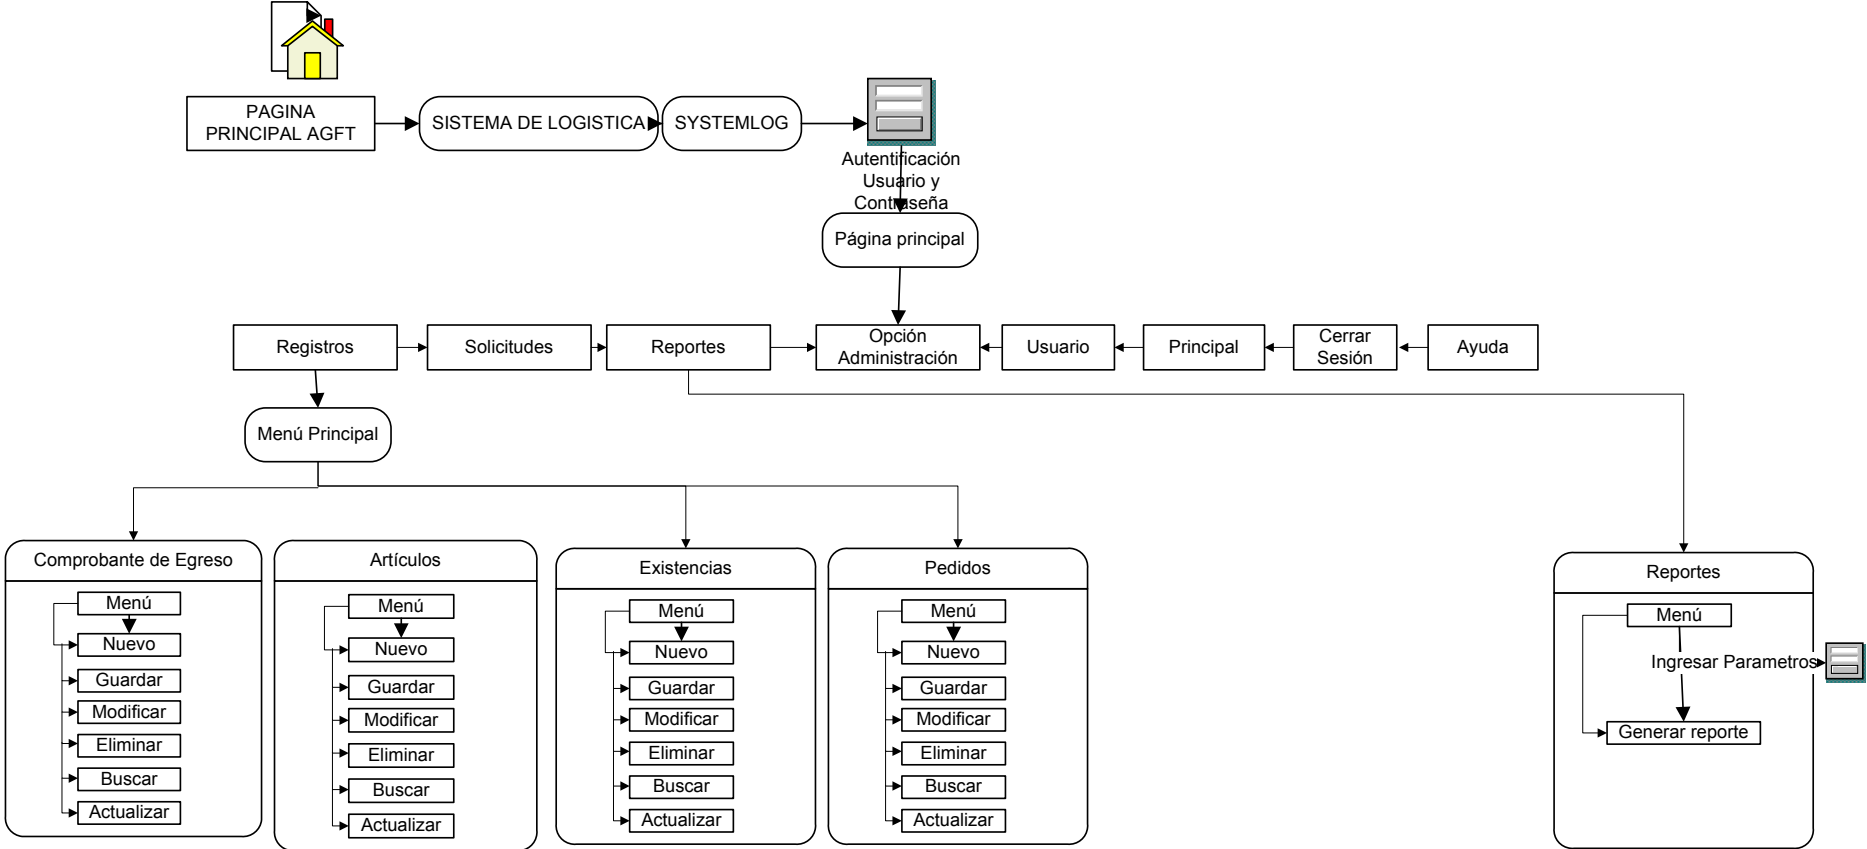 PAGINA
PRINCIPAL AGFT
SISTEMA DE LOGISTICA
SYSTEMLOG
Autentificación
Usuario y
Contraseña
Página principal
Registros
Solicitudes
Reportes
Opción
Administración
Usuario
Principal
Cerrar
Sesión
Ayuda
Menú Principal
Comprobante de Egreso
Menú
Nuevo
Guardar
Modificar
Eliminar
Buscar
Actualizar
Artículos
Menú
Nuevo
Guardar
Modificar
Eliminar
Buscar
Actualizar
Existencias
Menú
Nuevo
Guardar
Modificar
Eliminar
Buscar
Actualizar
Pedidos
Menú
Nuevo
Guardar
Modificar
Eliminar
Buscar
Actualizar
Reportes
Menú
Ingresar Parametros
Generar reporte